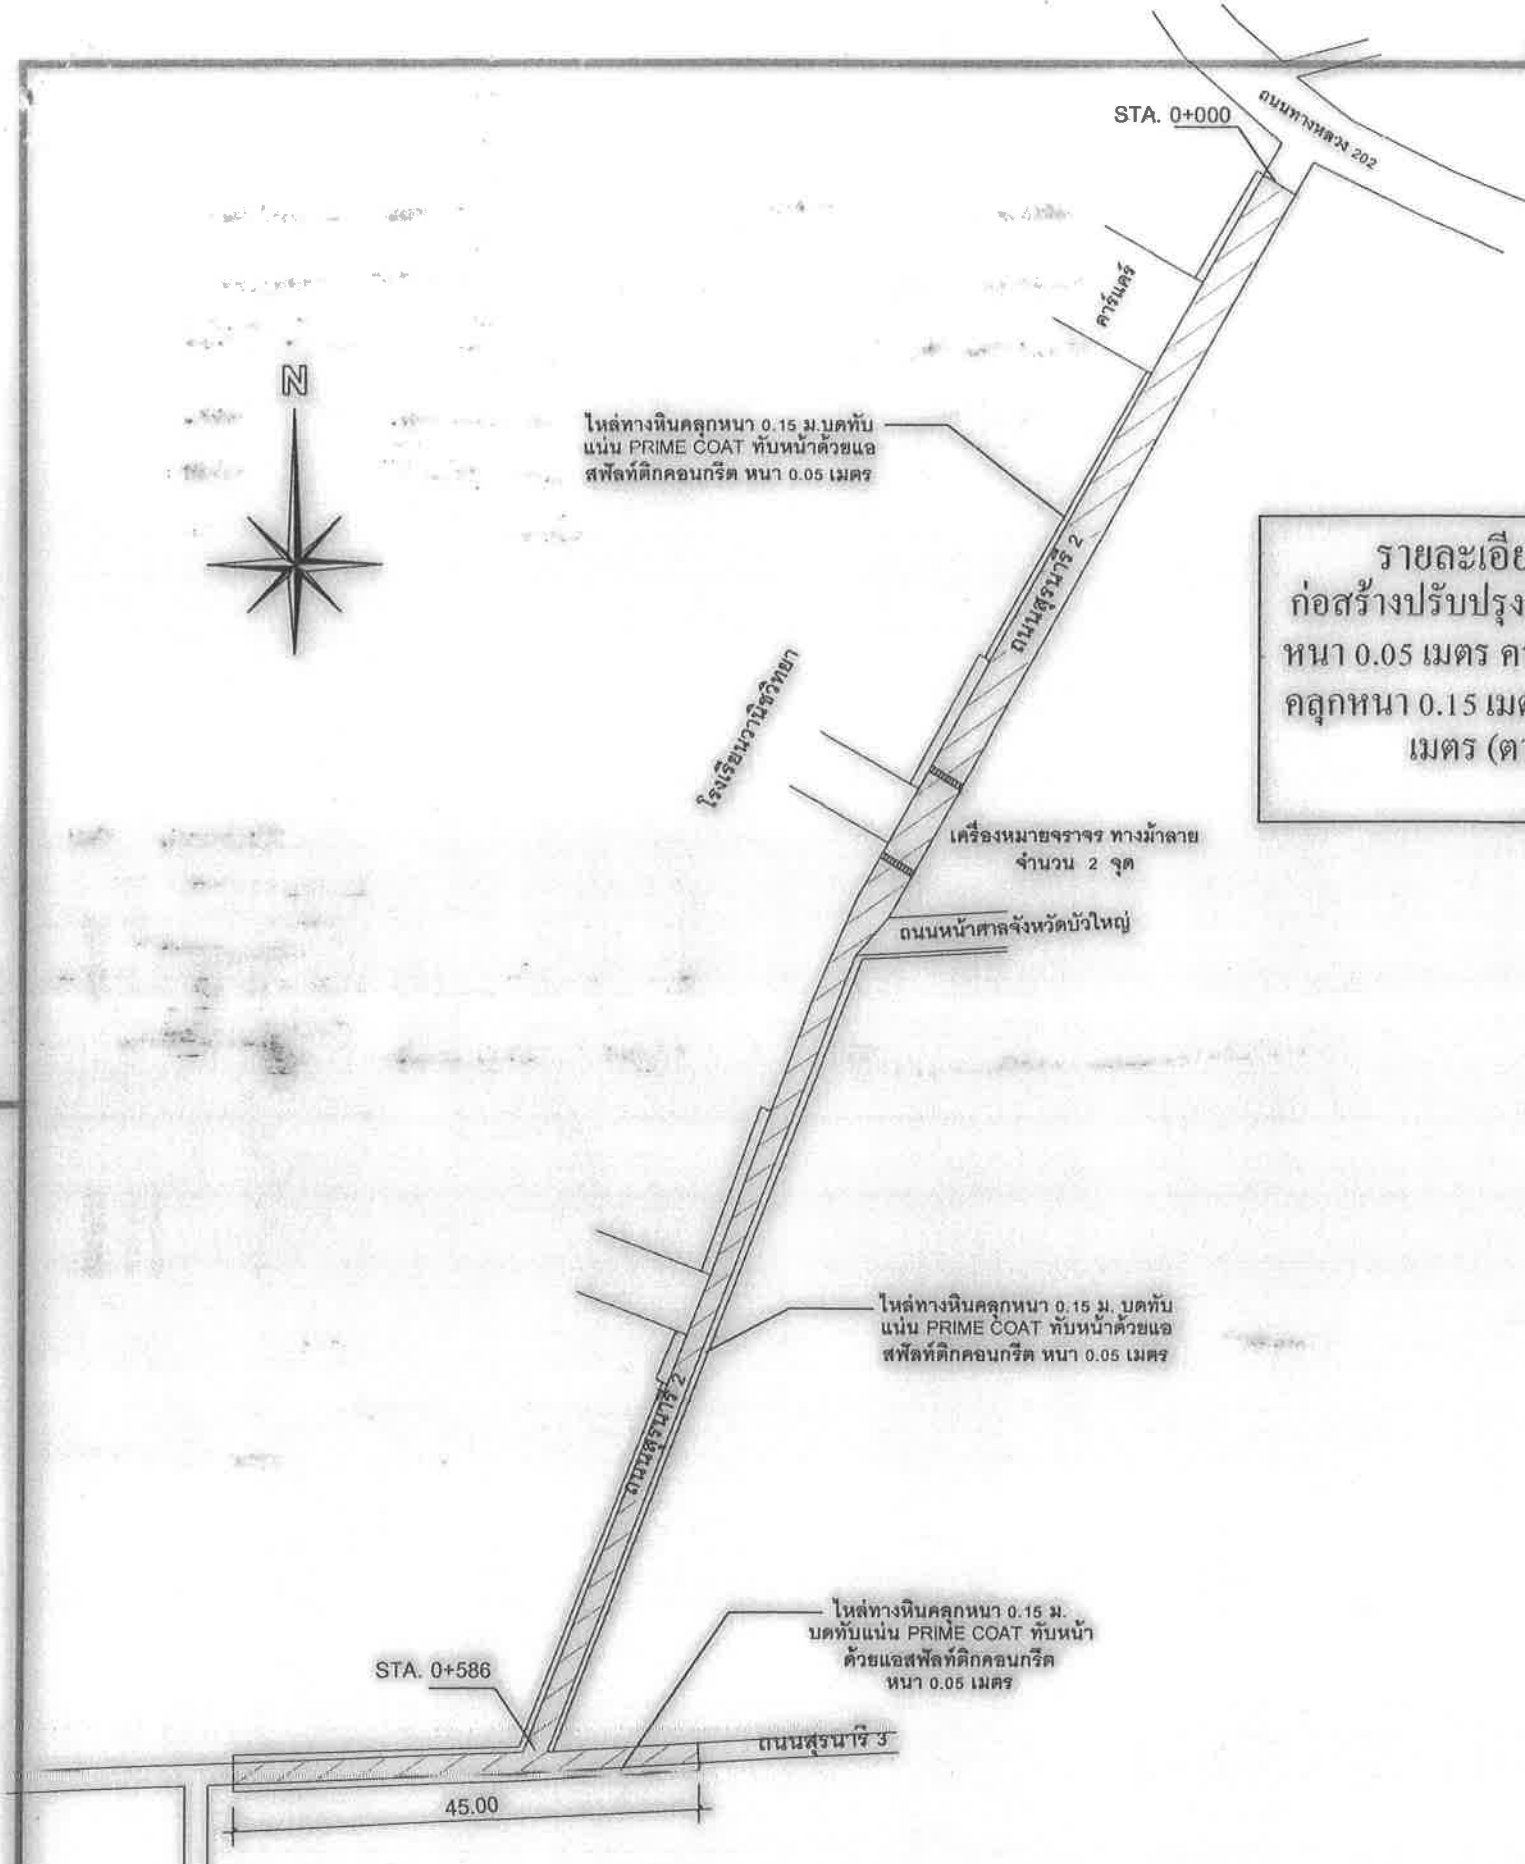 STA. 0+000
ถนนทางหลวง 202
คาร์แคร์
N
ไหล่ทางหินคลุกหนา 0.15 ม.บดทับ
แน่น PRIME COAT ทับหน้าด้วยแอ
สฟัลท์ติกคอนกรีต หนา 0.05 เมตร
ถนนสุรนารี 2
รายละเอีย
ก่อสร้างปรับปรุง
หนา 0.05 เมตร
คลุกหนา 0.15
เมตร
โรงเรียนวานิชวิทยา
เครื่องหมายจราจร ทางม้าลาย
จำนวน 2 จุด
ถนนหน้าศาลจังหวัดบัวใหญ่
ไหล่ทางหินคลุกหนา 0.15 ม. บดทับ
แน่น PRIME COAT ทับหน้าด้วยแอ
สฟัลท์ติกคอนกรีต หนา 0.05 เมตร
ถนนสุรนารี 2
ไหล่ทางหินคลุกหนา 0.15 ม.
บดทับแน่น PRIME COAT ทับหน้า
ด้วยแอสฟัลท์ติกคอนกรีต
หนา 0.05 เมตร
STA. 0+586
ถนนสุรนารี 3
45.00